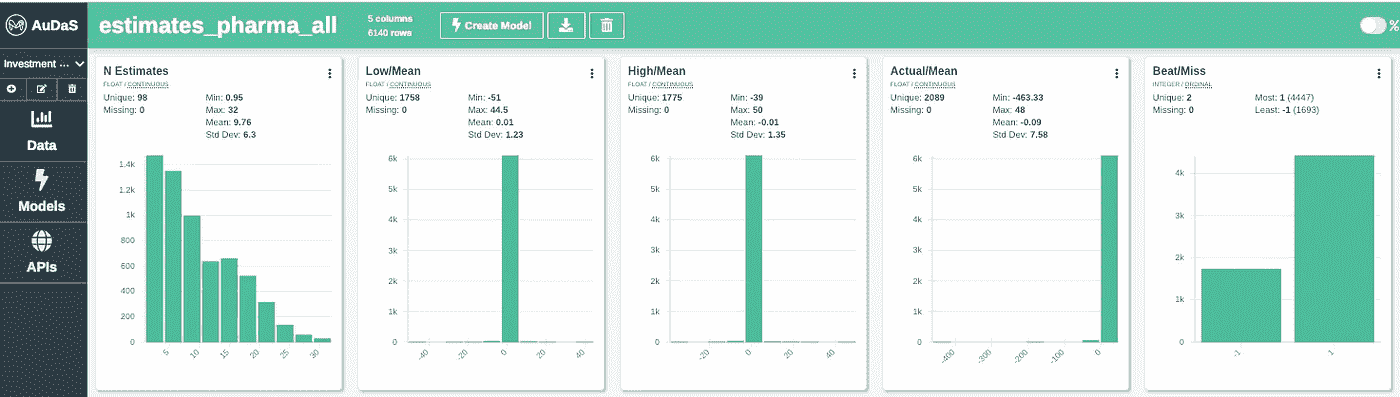 AuDaS
estimates_pharma_all
5 columns
6140 rows
Create Model
%
Investment ...
Data
Models
APIs
N Estimates
FLOAT / CONTINUOUS
Unique: 98
Missing: 0
Min: 0.95
Max: 32
Mean: 9.76
Std Dev: 6.3
1.4k
1.2k
1k
800
600
400
200
0
5
10
15
20
25
30
Low/Mean
FLOAT / CONTINUOUS
Unique: 1758
Missing: 0
Min: -51
Max: 44.5
Mean: 0.01
Std Dev: 1.23
6k
5k
4k
3k
2k
1k
0
-40
-20
0
20
40
High/Mean
FLOAT / CONTINUOUS
Unique: 1775
Missing: 0
Min: -39
Max: 50
Mean: -0.01
Std Dev: 1.35
6k
5k
4k
3k
2k
1k
0
-20
0
20
40
Actual/Mean
FLOAT / CONTINUOUS
Unique: 2089
Missing: 0
Min: -463.33
Max: 48
Mean: -0.09
Std Dev: 7.58
6k
5k
4k
3k
2k
1k
0
-400
-300
-200
-100
0
Beat/Miss
INTEGER / ORDINAL
Unique: 2
Missing: 0
Most: 1 (4447)
Least: -1 (1693)
4k
3k
2k
1k
0
-1
1